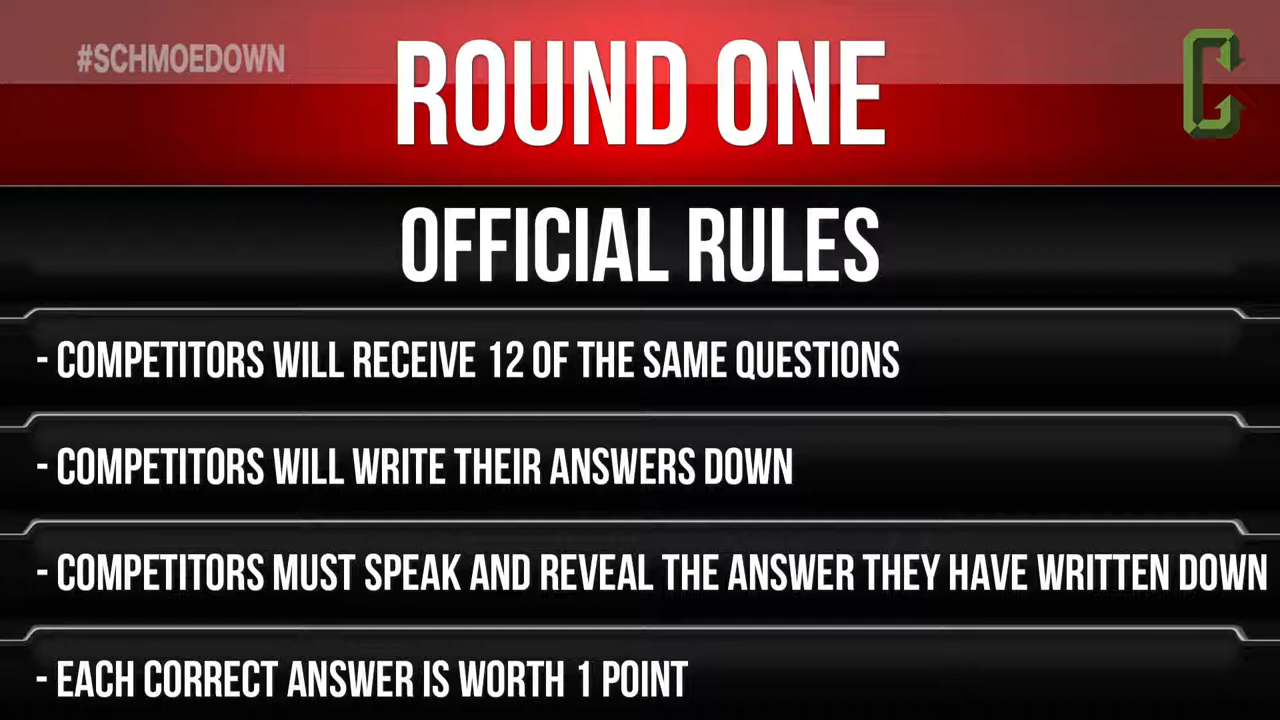 #SCHMOEDOWN
ROUND ONE
OFFICIAL RULES
- COMPETITORS WILL RECEIVE 12 OF THE SAME QUESTIONS
- COMPETITORS WILL WRITE THEIR ANSWERS DOWN
- COMPETITORS MUST SPEAK AND REVEAL THE ANSWER THEY HAVE WRITTEN DOWN
- EACH CORRECT ANSWER IS WORTH 1 POINT